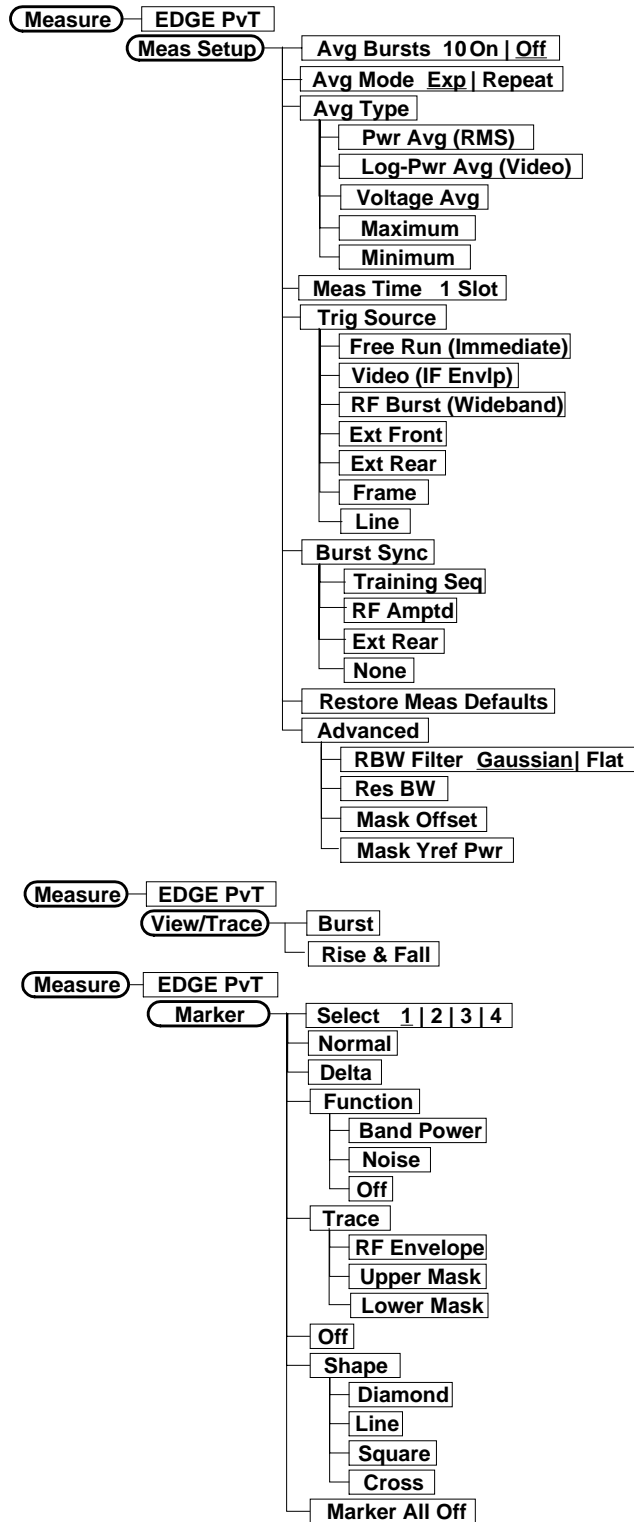 Measure EDGE PvT
Meas Setup Avg Bursts 10 On | Off
Avg Mode Exp | Repeat
Avg Type
Pwr Avg (RMS)
Log-Pwr Avg (Video)
Voltage Avg
Maximum
Minimum
Meas Time 1 Slot
Trig Source
Free Run (Immediate)
Video (IF Envlp)
RF Burst (Wideband)
Ext Front
Ext Rear
Frame
Line
Burst Sync
Training Seq
RF Amptd
Ext Rear
None
Restore Meas Defaults
Advanced
RBW Filter Gaussian | Flat
Res BW
Mask Offset
Mask Yref Pwr
Measure EDGE PvT
View/Trace Burst
Rise & Fall
Measure EDGE PvT
Marker Select 1 | 2 | 3 | 4
Normal
Delta
Function
Band Power
Noise
Off
Trace
RF Envelope
Upper Mask
Lower Mask
Off
Shape
Diamond
Line
Square
Cross
Marker All Off